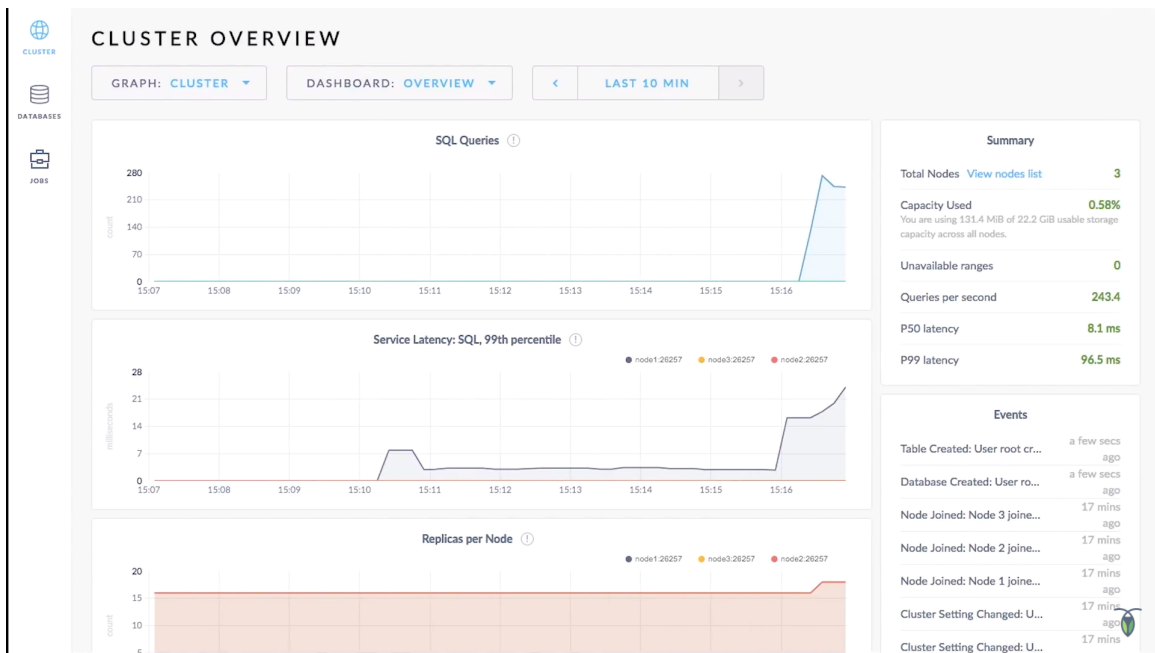 CLUSTER OVERVIEW
CLUSTER
DATABASES
JOBS
GRAPH: CLUSTER
DASHBOARD: OVERVIEW
LAST 10 MIN
SQL Queries
count
280
210
140
70
0
15:07 15:08 15:09 15:10 15:11 15:12 15:13 15:14 15:15 15:16
Service Latency: SQL, 99th percentile
node1:26257 node3:26257 node2:26257
milliseconds
28
21
14
7
0
15:07 15:08 15:09 15:10 15:11 15:12 15:13 15:14 15:15 15:16
Replicas per Node
node1:26257 node3:26257 node2:26257
count
20
15
10
5
Summary
Total Nodes View nodes list 3
Capacity Used 0.58%
You are using 131.4 MiB of 22.2 GiB usable storage
capacity across all nodes.
Unavailable ranges 0
Queries per second 243.4
P50 latency 8.1 ms
P99 latency 96.5 ms
Events
Table Created: User root cr... a few secs
ago
Database Created: User ro... a few secs
ago
Node Joined: Node 3 joine... 17 mins
ago
Node Joined: Node 2 joine... 17 mins
ago
Node Joined: Node 1 joine... 17 mins
ago
Cluster Setting Changed: U... 17 mins
ago
Cluster Setting Changed: U... 17 mins